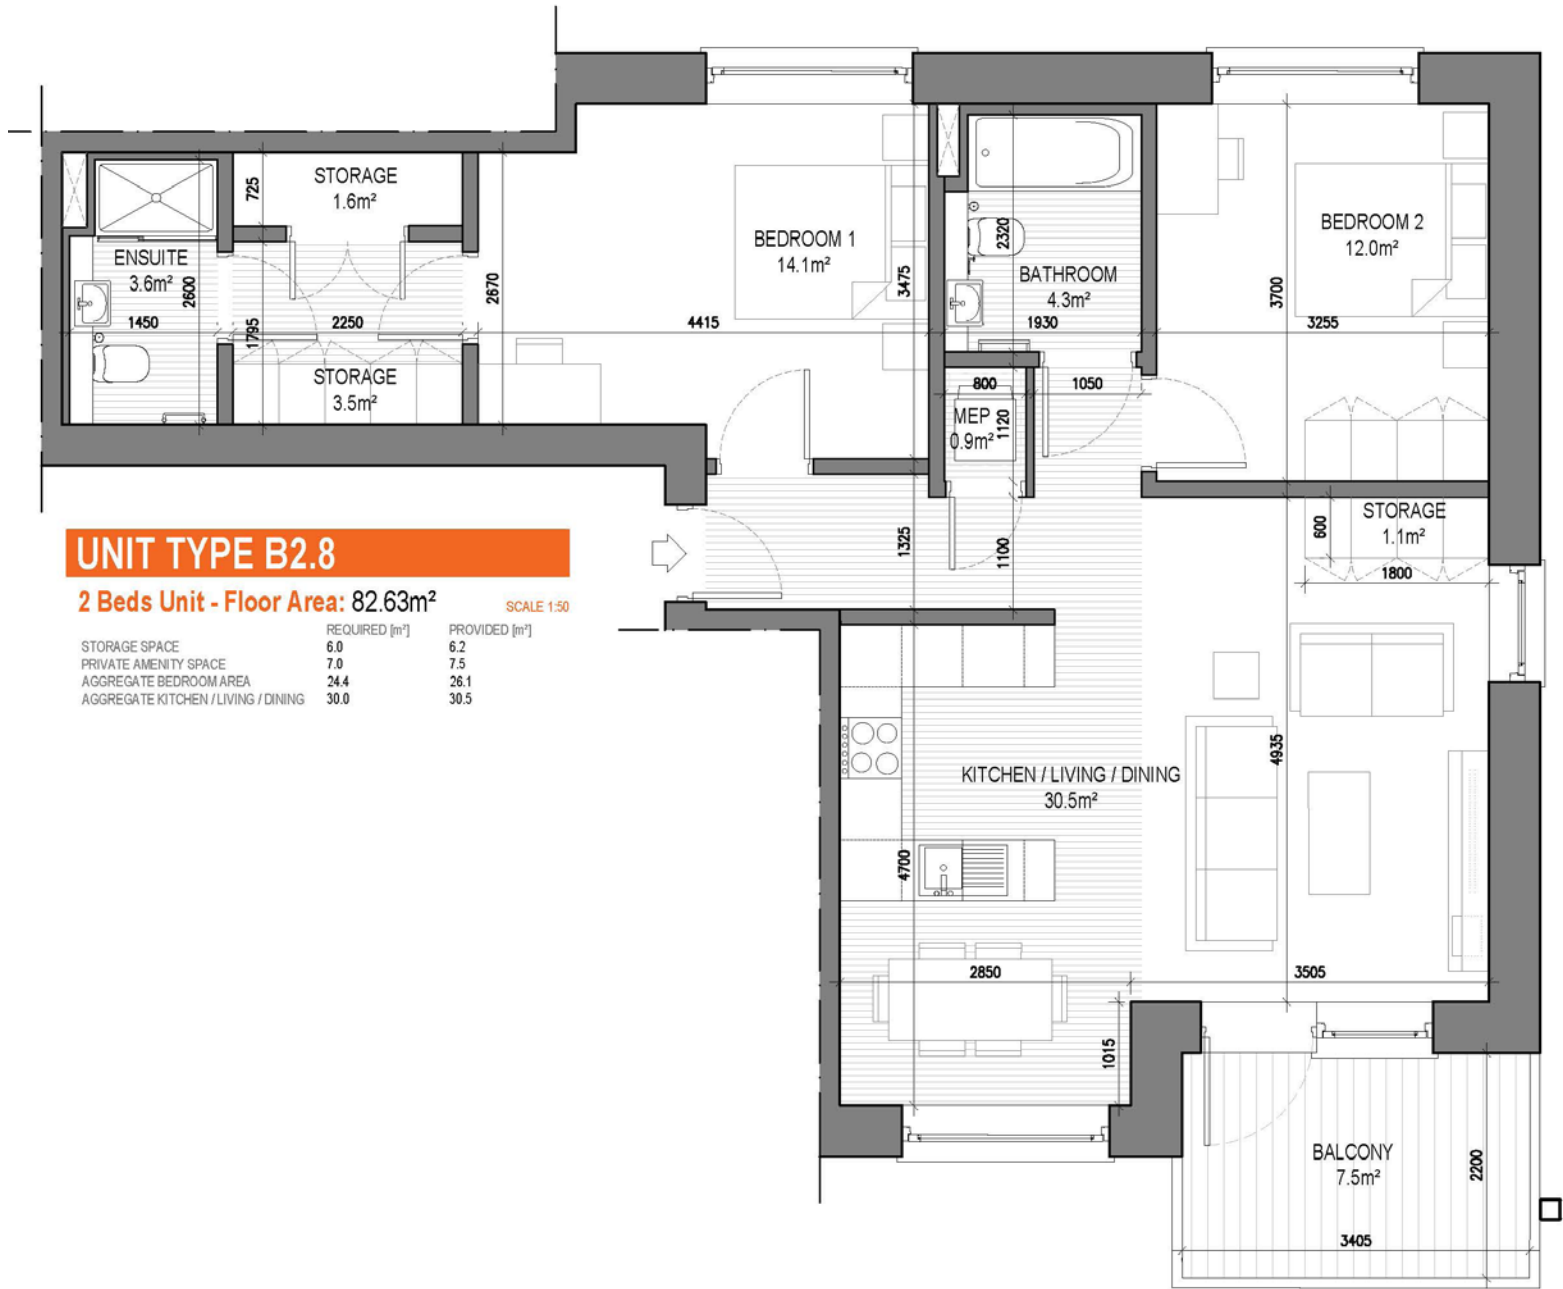 STORAGE
1.6m²
725
ENSUITE
3.6m²
2600
1450
1795
2250
2670
STORAGE
3.5m²
BEDROOM 1
14.1m²
3475
4415
BATHROOM
4.3m²
2320
1930
BEDROOM 2
12.0m²
3700
3255
800
1050
MEP
0.9m²
1120
1325
1100
STORAGE
1.1m²
600
1800
UNIT TYPE B2.8
2 Beds Unit - Floor Area: 82.63m²
SCALE 1:50
REQUIRED [m²] PROVIDED [m²]
STORAGE SPACE 6.0 6.2
PRIVATE AMENITY SPACE 7.0 7.5
AGGREGATE BEDROOM AREA 24.4 26.1
AGGREGATE KITCHEN / LIVING / DINING 30.0 30.5
KITCHEN / LIVING / DINING
30.5m²
4935
4700
2850
3505
1015
BALCONY
7.5m²
2200
3405